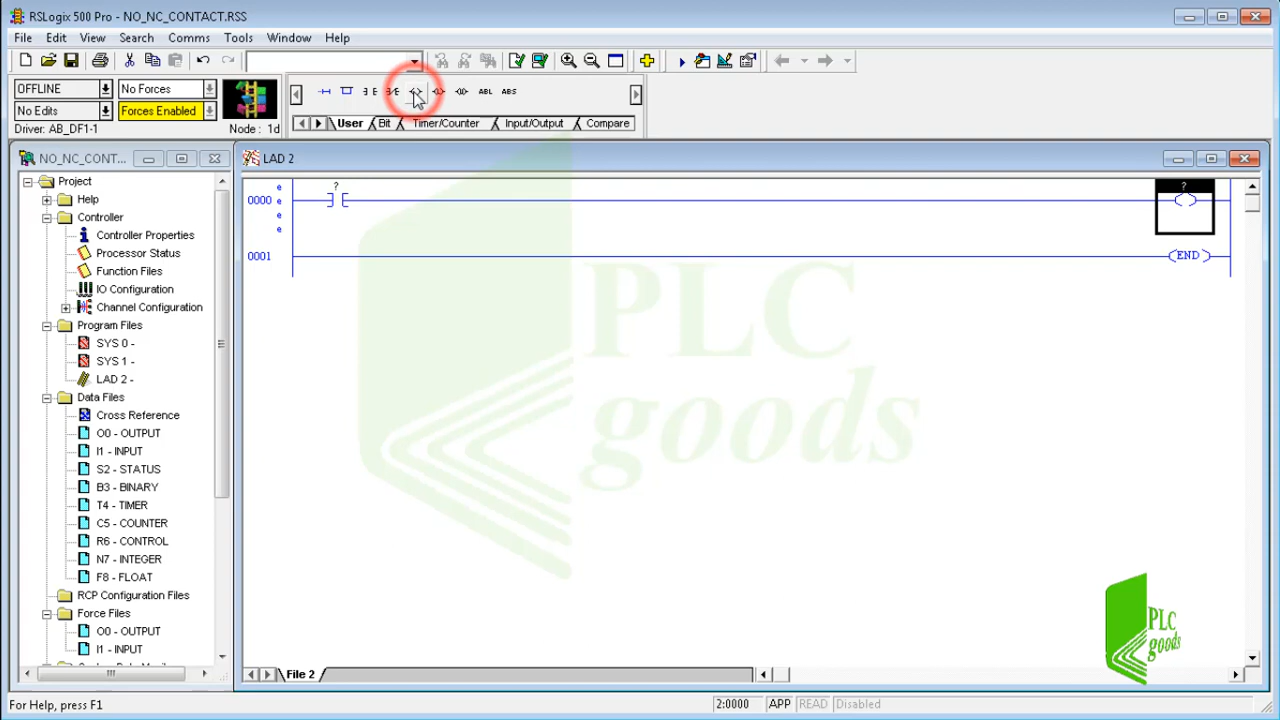 RSLogix 500 Pro - NO_NC_CONTACT.RSS
File Edit View Search Comms Tools Window Help
OFFLINE No Forces
No Edits Forces Enabled
Driver: AB_DF1-1 Node : 1d
ABL ABS
User Bit Timer/Counter Input/Output Compare
NO_NC_CONT...
LAD 2
Project
Help
Controller
Controller Properties
Processor Status
Function Files
IO Configuration
Channel Configuration
Program Files
SYS 0 -
SYS 1 -
LAD 2 -
Data Files
Cross Reference
O0 - OUTPUT
I1 - INPUT
S2 - STATUS
B3 - BINARY
T4 - TIMER
C5 - COUNTER
R6 - CONTROL
N7 - INTEGER
F8 - FLOAT
RCP Configuration Files
Force Files
O0 - OUTPUT
I1 - INPUT
e
0000 e
e
e
?
?
0001
END
PLC
goods
PLC
goods
File 2
For Help, press F1
2:0000 APP READ Disabled